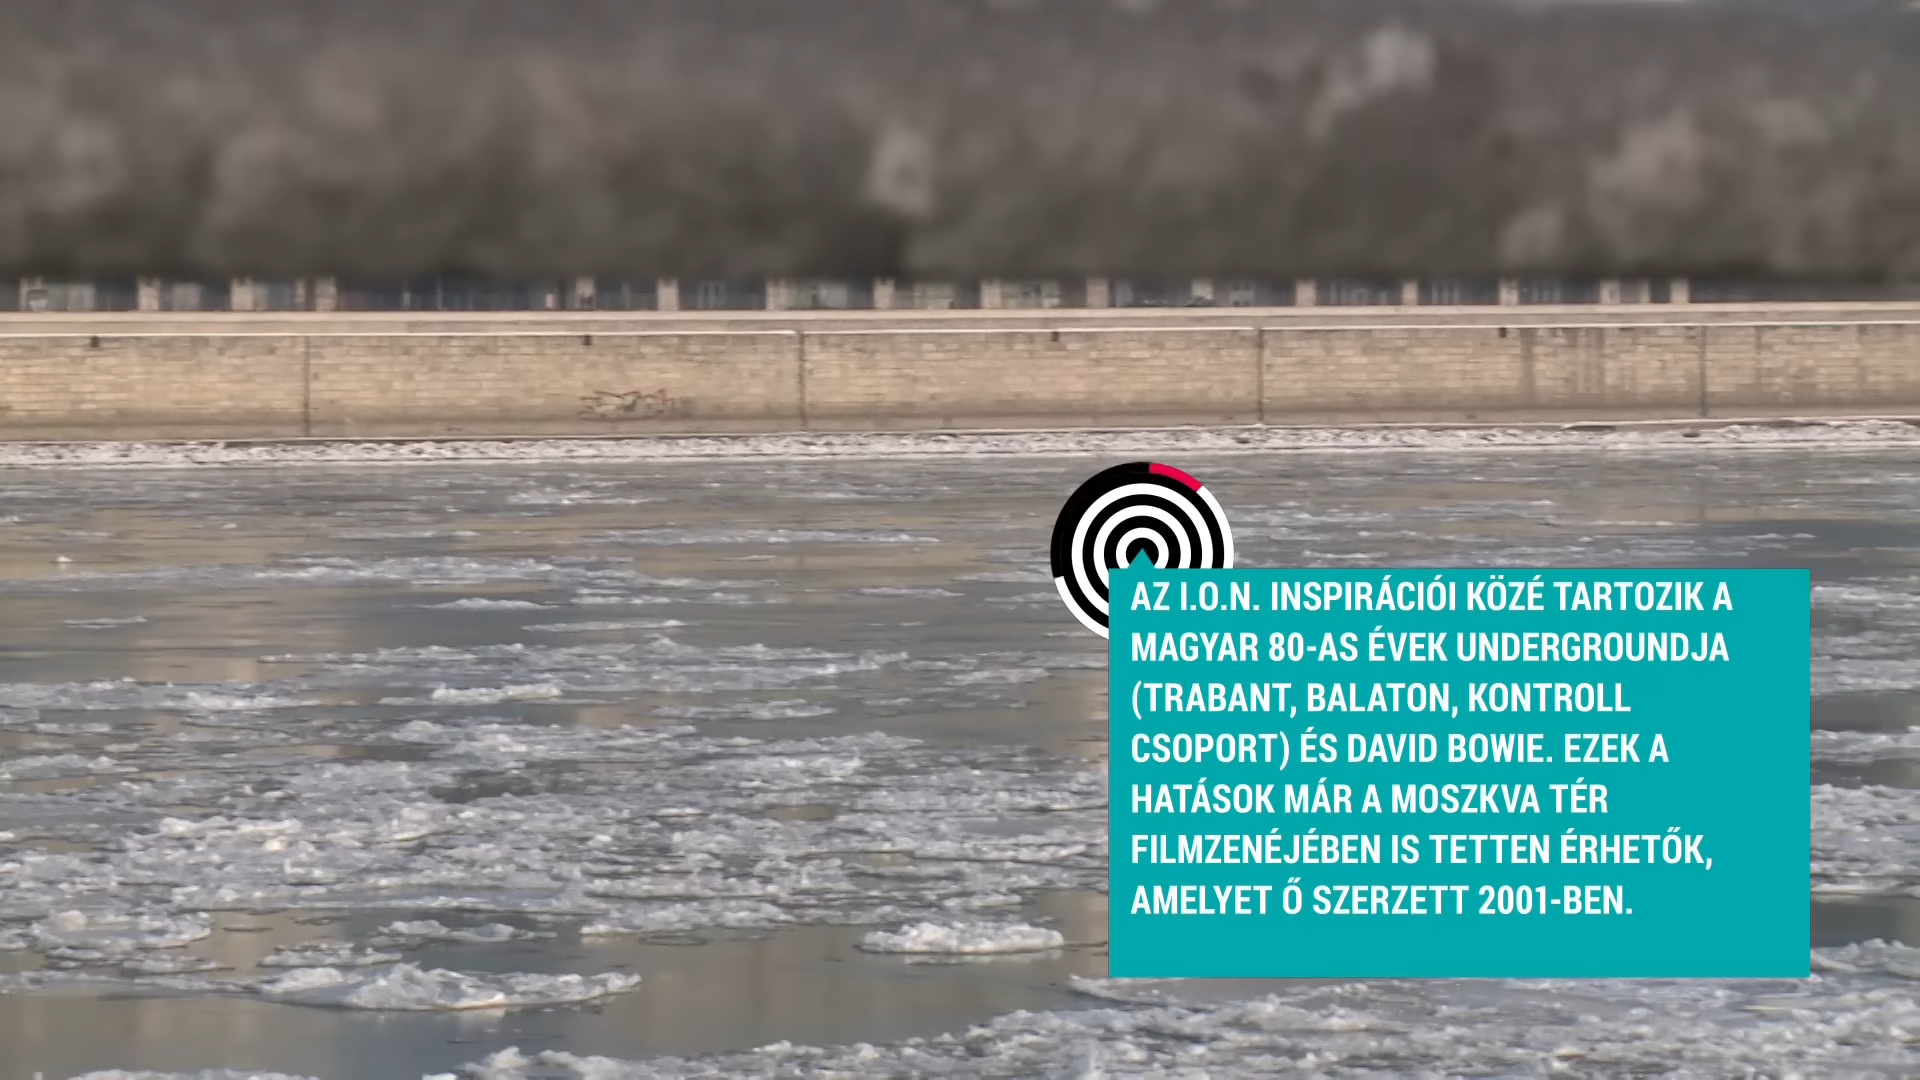 AZ I.O.N. INSPIRÁCIÓI KÖZÉ TARTOZIK A
MAGYAR 80-AS ÉVEK UNDERGROUNDJA
(TRABANT, BALATON, KONTROLL
CSOPORT) ÉS DAVID BOWIE. EZEK A
HATÁSOK MÁR A MOSZKVA TÉR
FILMZENÉJÉBEN IS TETTEN ÉRHETŐK,
AMELYET Ő SZERZETT 2001-BEN.